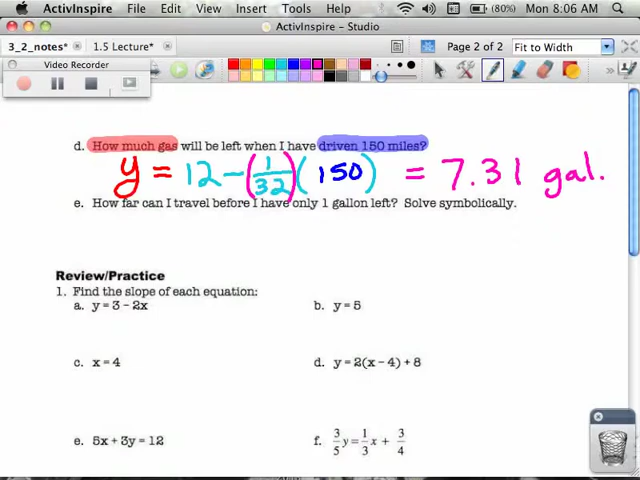 ActivInspire File Edit View Insert Tools Help (80%) Mon 8:06 AM
ActivInspire - Studio
3_2_notes* 1.5 Lecture* Page 2 of 2 Fit to Width
Video Recorder
d. How much gas will be left when I have driven 150 miles?
y = 12 - (1/32)(150) = 7.31 gal.
e. How far can I travel before I have only 1 gallon left? Solve symbolically.
Review/Practice
1. Find the slope of each equation:
a. y = 3 – 2x b. y = 5
c. x = 4 d. y = 2(x – 4) + 8
e. 5x + 3y = 12 f. 3/5 y = 1/3 x + 3/4